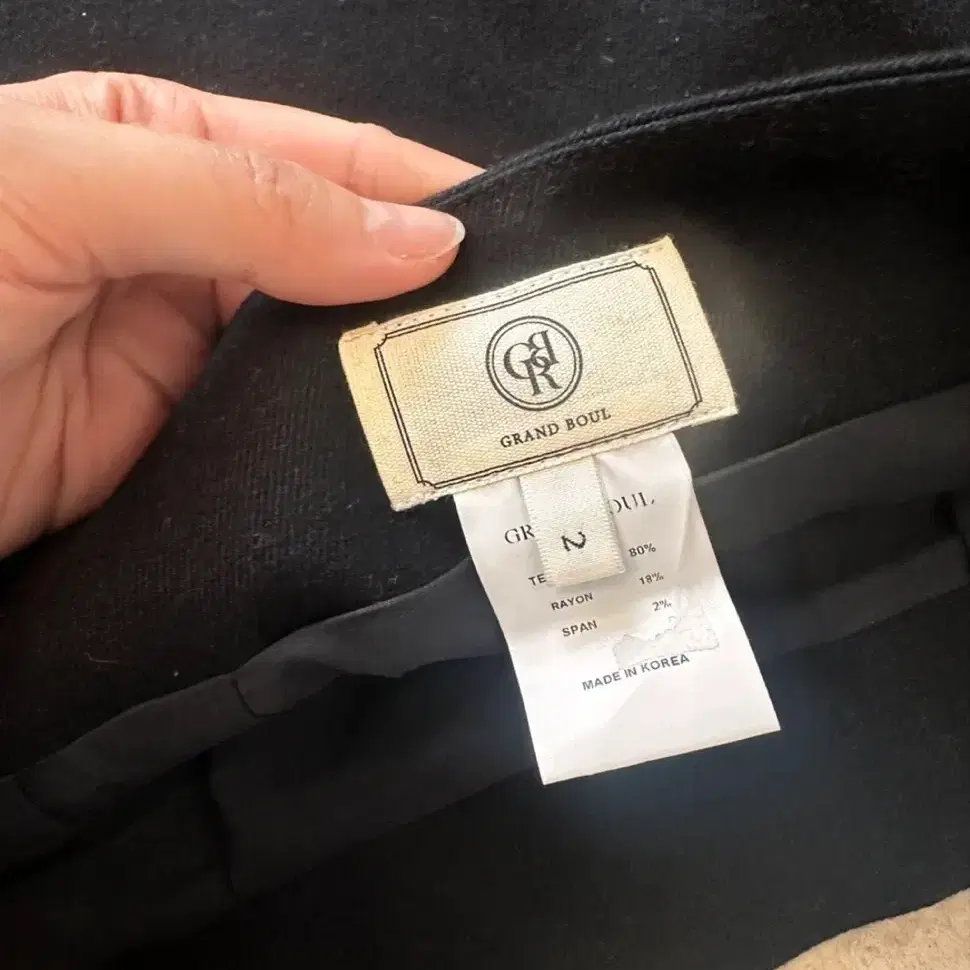 GRAND BOUL
2
80%
RAYON 18%
SPAN 2%
MADE IN KOREA